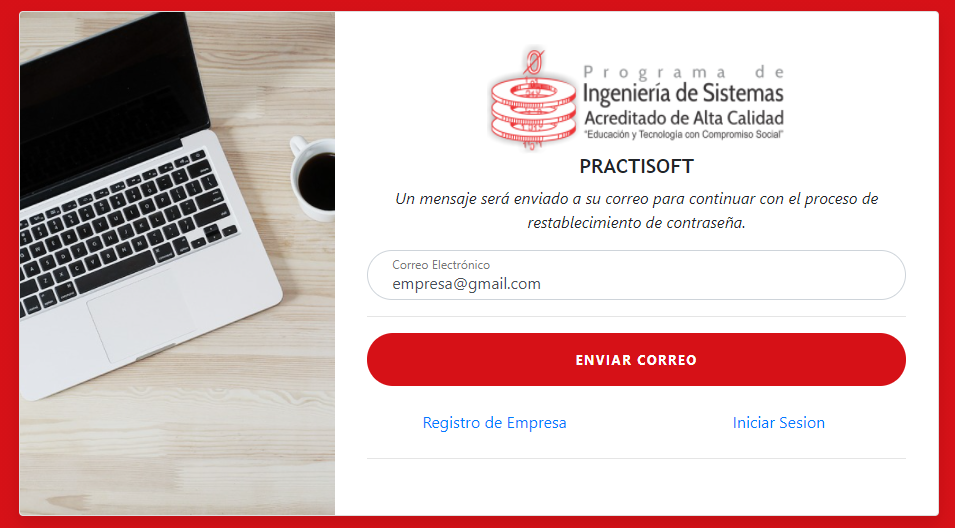 Programa de
Ingeniería de Sistemas
Acreditado de Alta Calidad
"Educación y Tecnología con Compromiso Social"
PRACTISOFT
Un mensaje será enviado a su correo para continuar con el proceso de
restablecimiento de contraseña.
Correo Electrónico
empresa@gmail.com
ENVIAR CORREO
Registro de Empresa
Iniciar Sesion